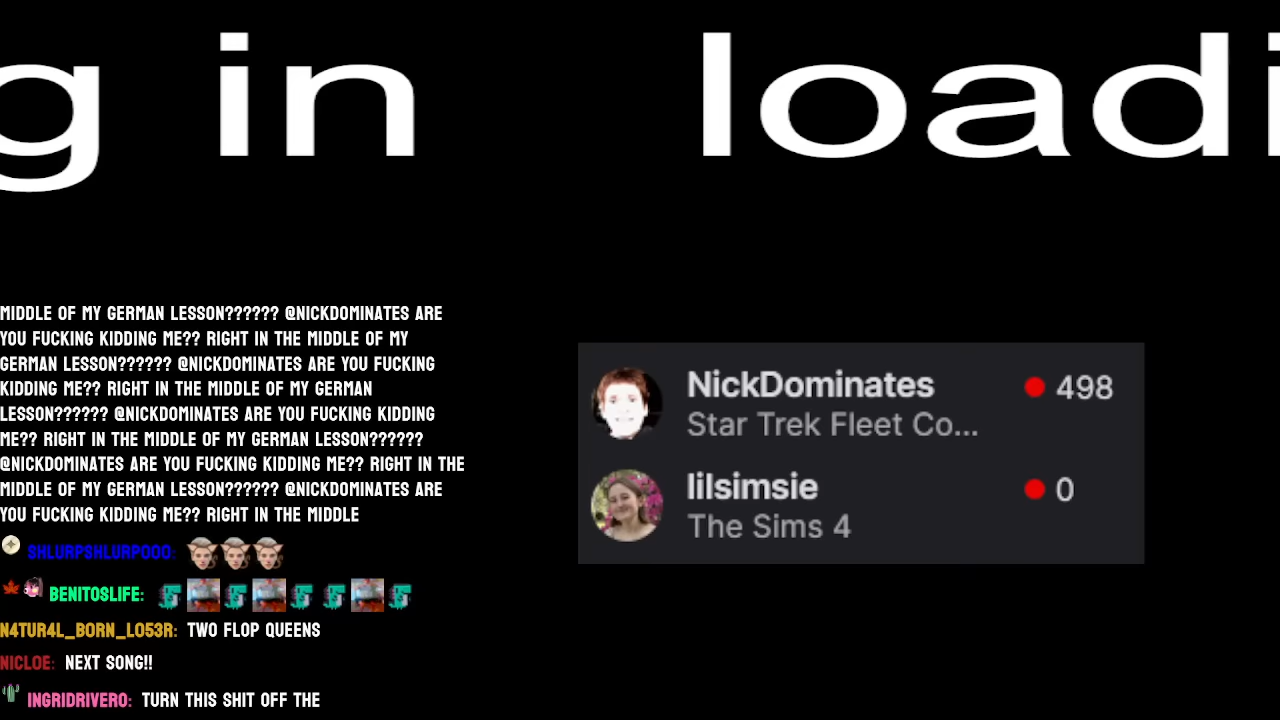 g in loadi
MIDDLE OF MY GERMAN LESSON?????? @NICKDOMINATES ARE
YOU FUCKING KIDDING ME?? RIGHT IN THE MIDDLE OF MY
GERMAN LESSON?????? @NICKDOMINATES ARE YOU FUCKING
KIDDING ME?? RIGHT IN THE MIDDLE OF MY GERMAN
LESSON?????? @NICKDOMINATES ARE YOU FUCKING KIDDING
ME?? RIGHT IN THE MIDDLE OF MY GERMAN LESSON??????
@NICKDOMINATES ARE YOU FUCKING KIDDING ME?? RIGHT IN THE
MIDDLE OF MY GERMAN LESSON?????? @NICKDOMINATES ARE
YOU FUCKING KIDDING ME?? RIGHT IN THE MIDDLE
SHLURPSHLURPOOO:
BENITOSLIFE:
N4TUR4L_BORN_LO53R: TWO FLOP QUEENS
NICLOE: NEXT SONG!!
INGRIDRIVERO: TURN THIS SHIT OFF THE
NickDominates 498
Star Trek Fleet Co...
lilsimsie 0
The Sims 4